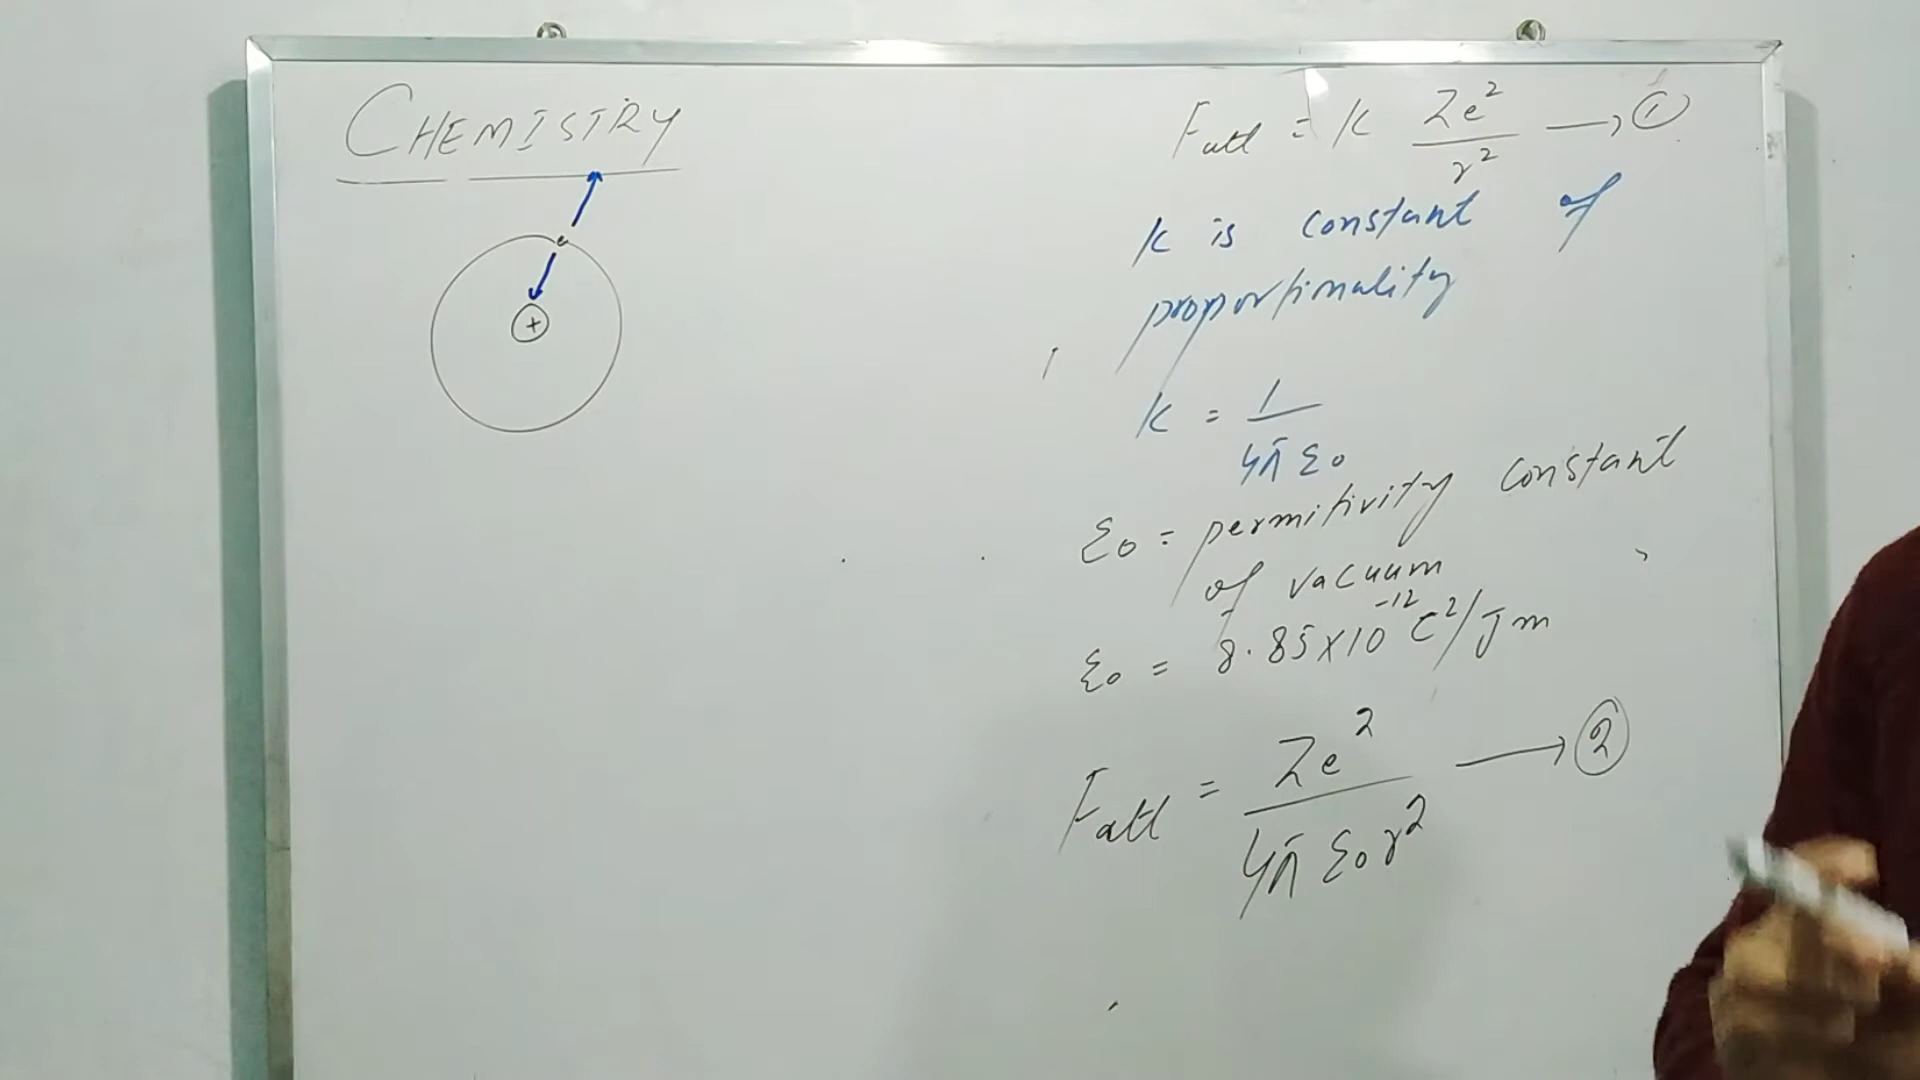 CHEMISTRY
e
+
Fatt = K Ze²/r² → ①
K is constant of
proportionality
K = 1/4π ε₀
ε₀ = permitivity constant
of vacuum
ε₀ = 8.85×10⁻¹² C²/Jm
Fatt = Ze²/4π ε₀ r² → ②